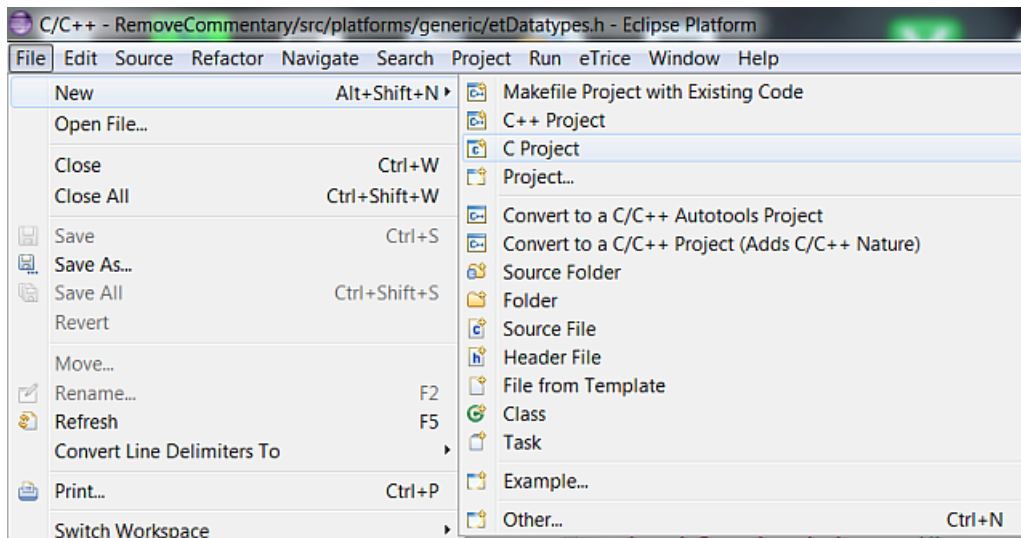 C/C++ - RemoveCommentary/src/platforms/generic/etDatatypes.h - Eclipse Platform
File Edit Source Refactor Navigate Search Project Run eTrice Window Help
New Alt+Shift+N
Open File...
Close Ctrl+W
Close All Ctrl+Shift+W
Save Ctrl+S
Save As...
Save All Ctrl+Shift+S
Revert
Move...
Rename... F2
Refresh F5
Convert Line Delimiters To
Print... Ctrl+P
Switch Workspace
Makefile Project with Existing Code
C++ Project
C Project
Project...
Convert to a C/C++ Autotools Project
Convert to a C/C++ Project (Adds C/C++ Nature)
Source Folder
Folder
Source File
Header File
File from Template
Class
Task
Example...
Other... Ctrl+N